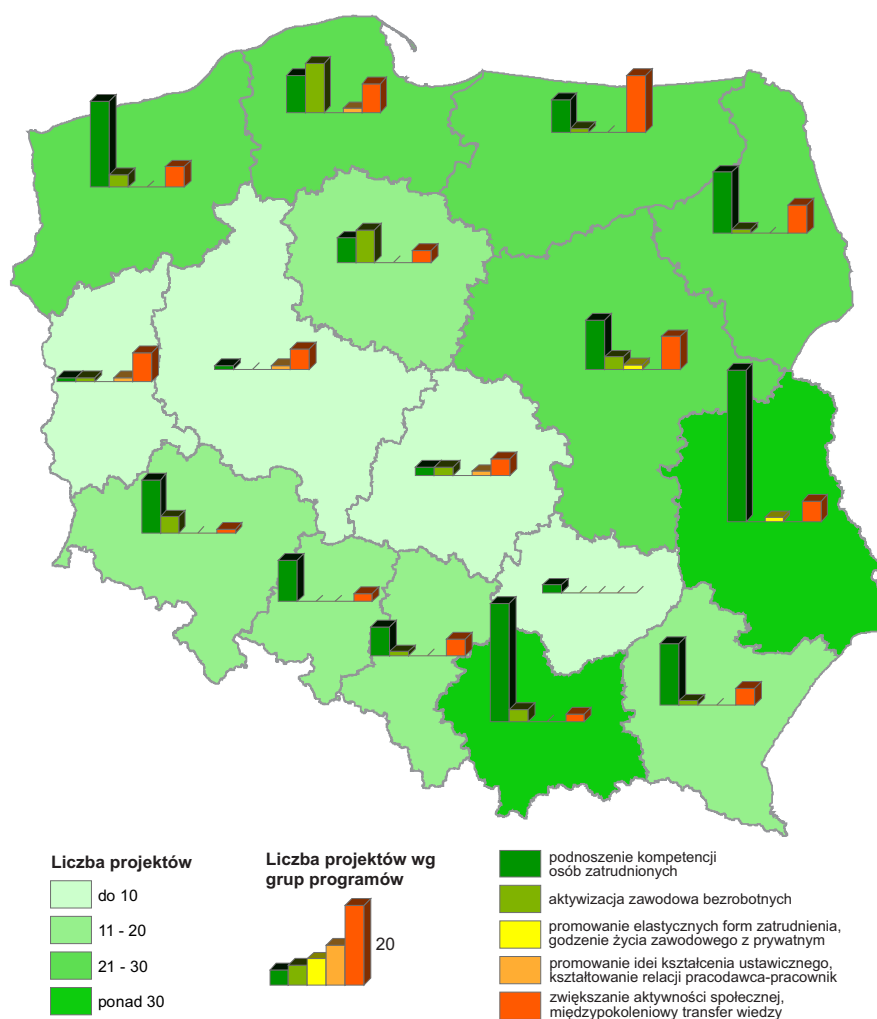 Liczba projektów
do 10
11 - 20
21 - 30
ponad 30
Liczba projektów wg
grup programów
20
podnoszenie kompetencji
osób zatrudnionych
aktywizacja zawodowa bezrobotnych
promowanie elastycznych form zatrudnienia,
godzenie życia zawodowego z prywatnym
promowanie idei kształcenia ustawicznego,
kształtowanie relacji pracodawca-pracownik
zwiększanie aktywności społecznej,
międzypokoleniowy transfer wiedzy